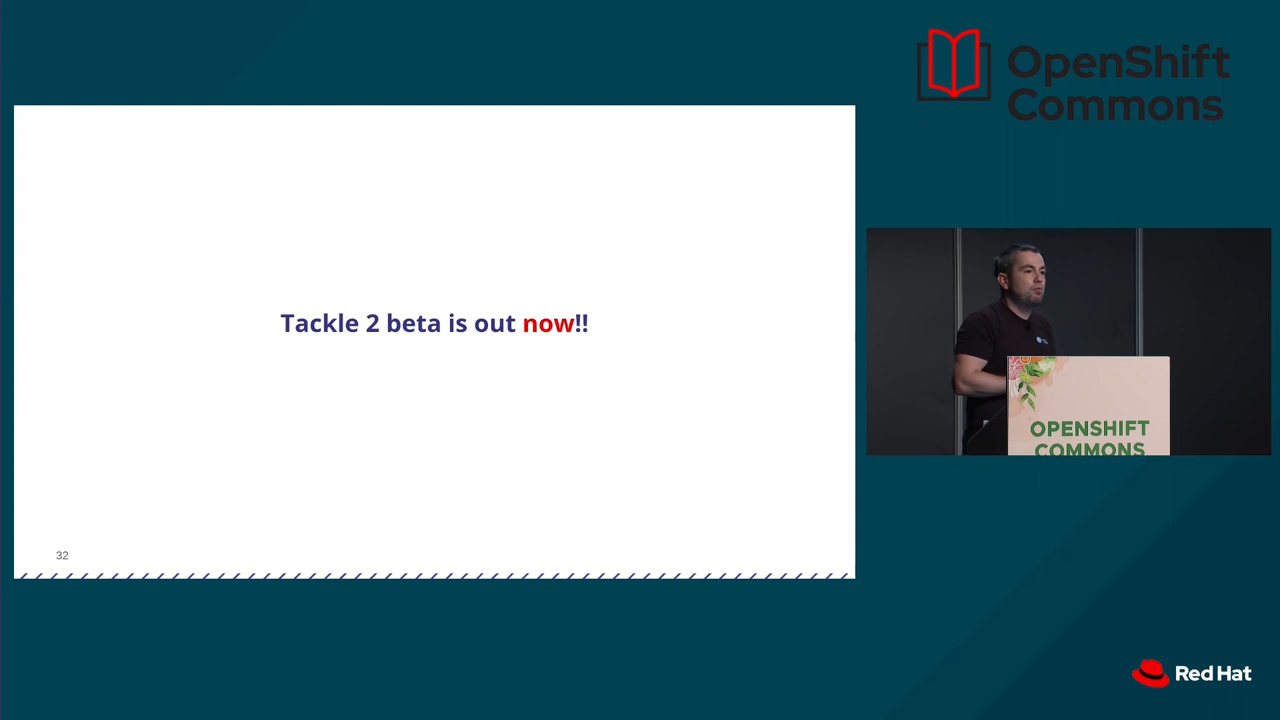 OpenShift
Commons
Tackle 2 beta is out now!!
32
OPENSHIFT
COMMONS
Red Hat